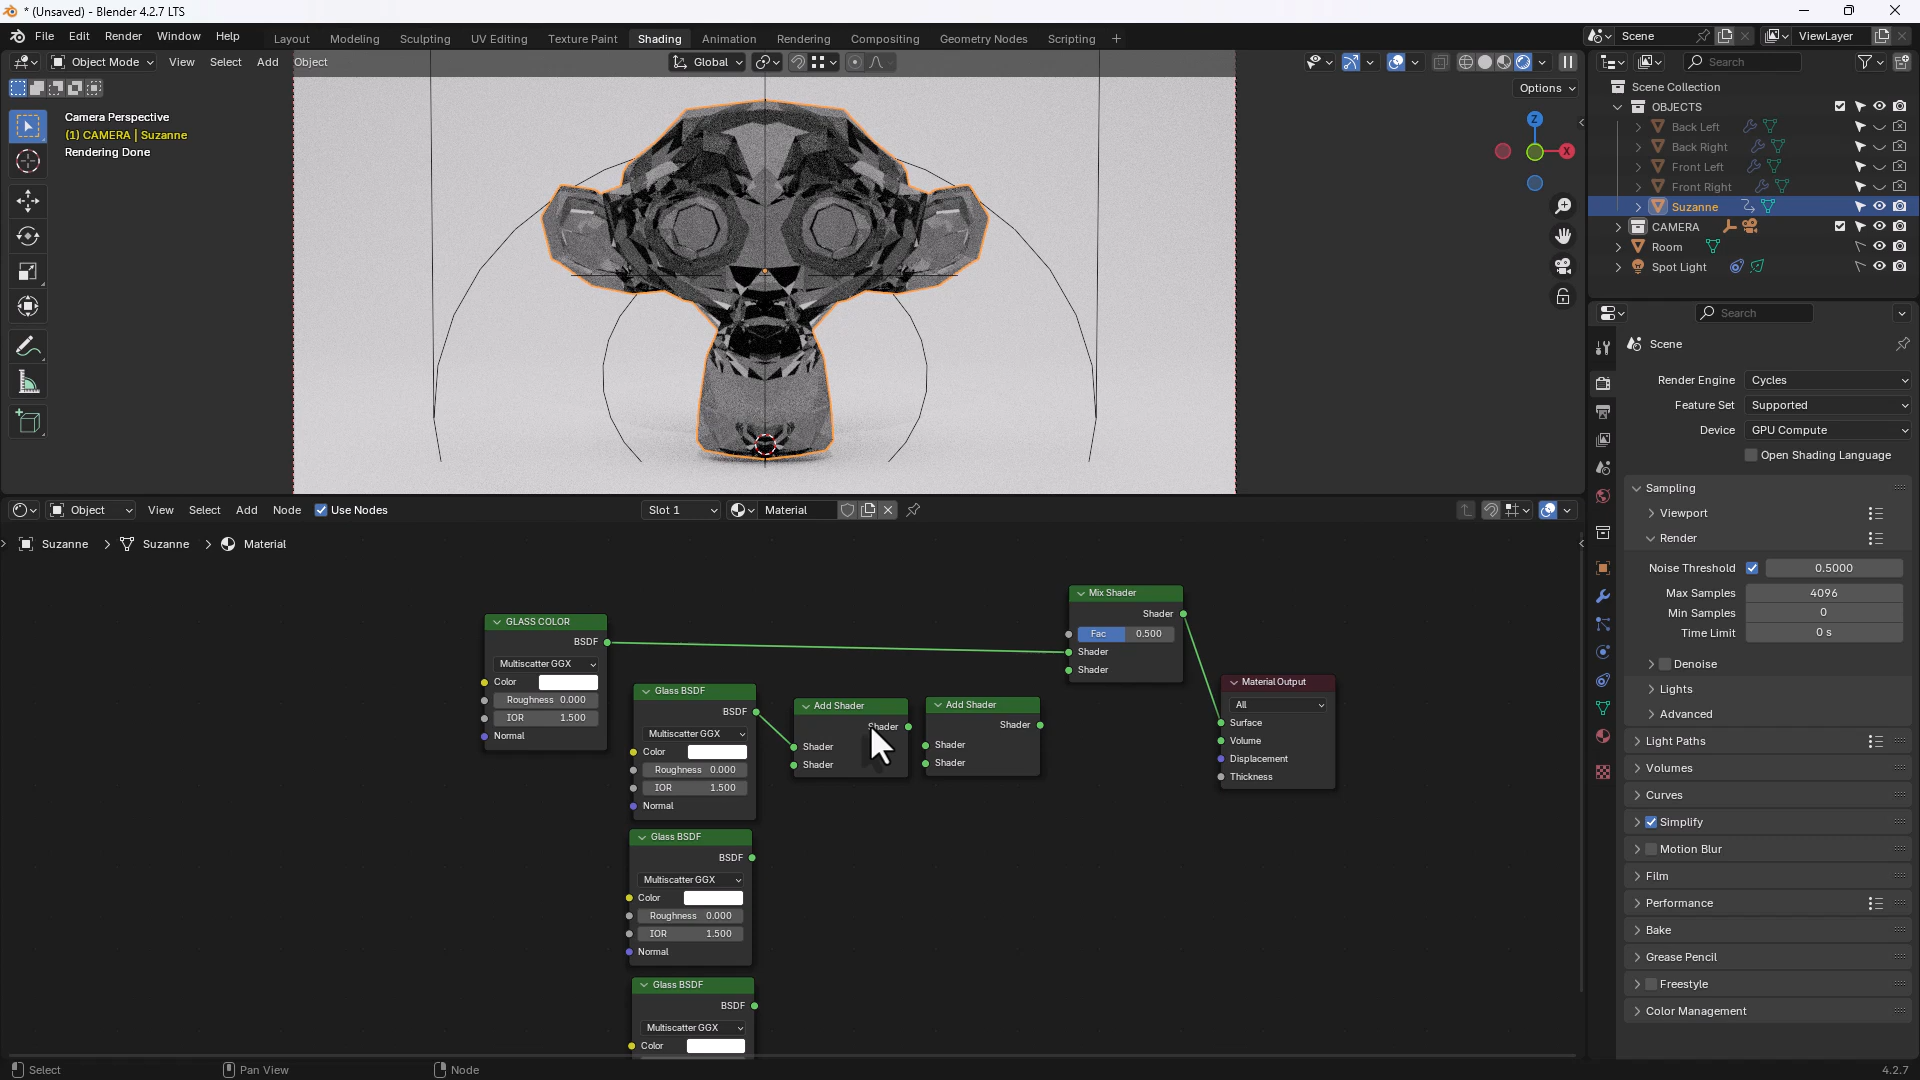 * (Unsaved) - Blender 4.2.7 LTS
File Edit Render Window Help
Layout Modeling Sculpting UV Editing Texture Paint Shading Animation Rendering Compositing Geometry Nodes Scripting +
Scene
ViewLayer
Object Mode View Select Add Object
Global
Options
Camera Perspective
(1) CAMERA | Suzanne
Rendering Done
Z
X
Search
Scene Collection
OBJECTS
Back Left
Back Right
Front Left
Front Right
Suzanne
CAMERA
Room
Spot Light
Search
Scene
Render Engine Cycles
Feature Set Supported
Device GPU Compute
Open Shading Language
Sampling
Viewport
Render
Noise Threshold 0.5000
Max Samples 4096
Min Samples 0
Time Limit 0 s
Denoise
Lights
Advanced
Light Paths
Volumes
Curves
Simplify
Motion Blur
Film
Performance
Bake
Grease Pencil
Freestyle
Color Management
Object View Select Add Node Use Nodes
Slot 1
Material
Suzanne > Suzanne > Material
GLASS COLOR
BSDF
Multiscatter GGX
Color
Roughness 0.000
IOR 1.500
Normal
Glass BSDF
BSDF
Multiscatter GGX
Color
Roughness 0.000
IOR 1.500
Normal
Glass BSDF
BSDF
Multiscatter GGX
Color
Roughness 0.000
IOR 1.500
Normal
Glass BSDF
BSDF
Multiscatter GGX
Color
Add Shader
Shader
Shader
Shader
Add Shader
Shader
Shader
Shader
Mix Shader
Shader
Fac 0.500
Shader
Shader
Material Output
All
Surface
Volume
Displacement
Thickness
Select
Pan View
Node
4.2.7